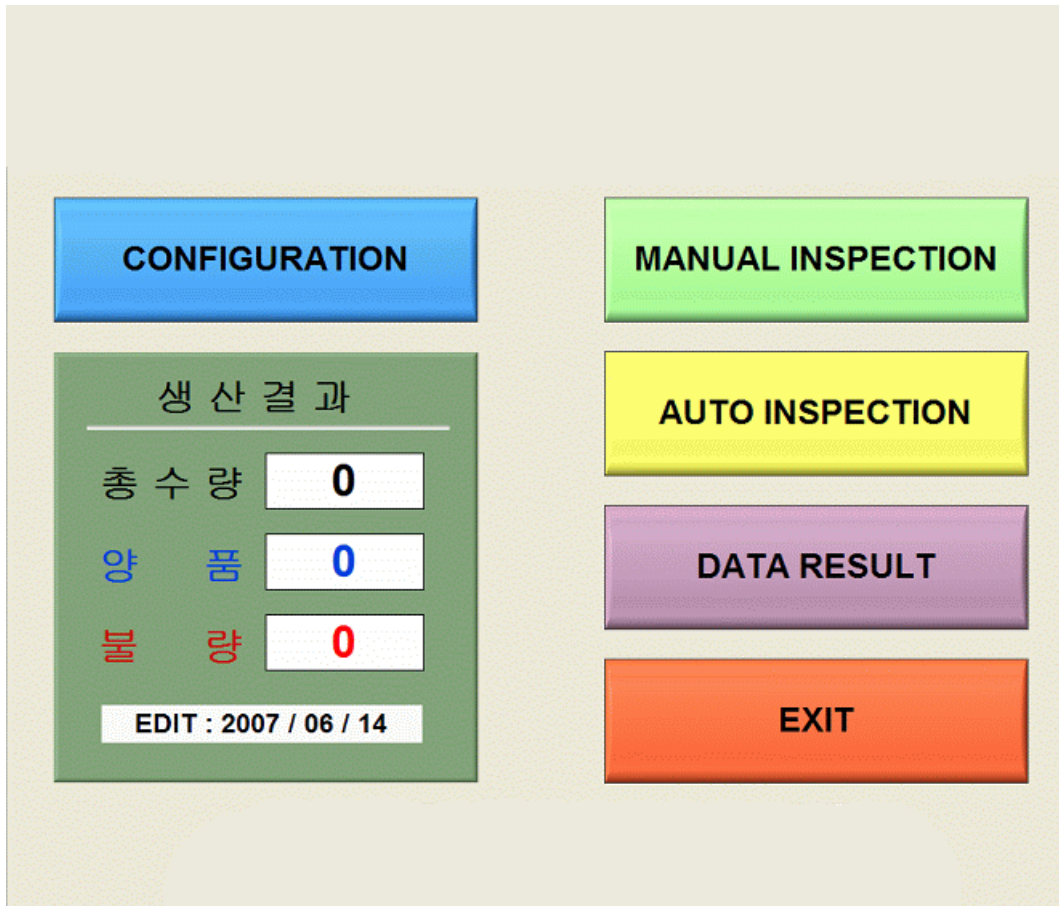 CONFIGURATION
생 산 결 과
총 수 량 0
양 품 0
불 량 0
EDIT : 2007 / 06 / 14
MANUAL INSPECTION
AUTO INSPECTION
DATA RESULT
EXIT